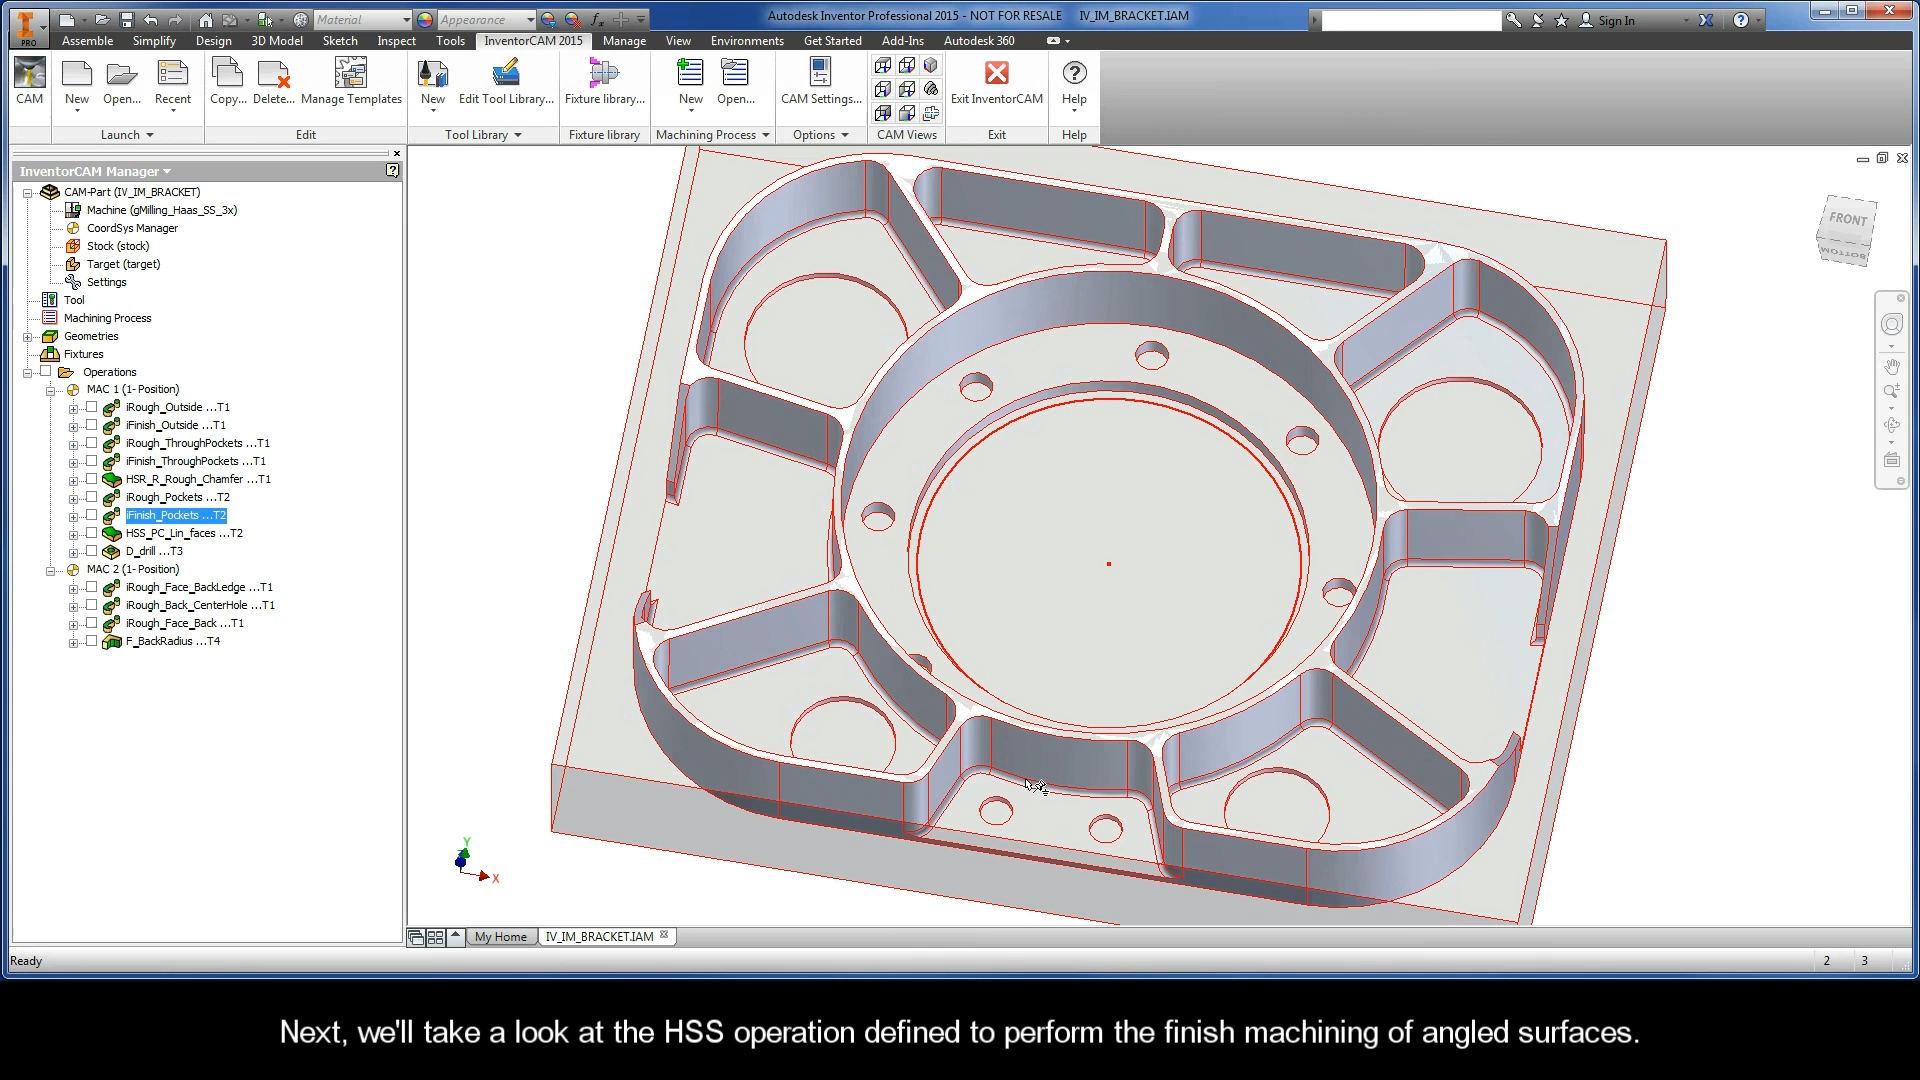 Material
Appearance
Autodesk Inventor Professional 2015 - NOT FOR RESALE IV_IM_BRACKET.IAM
Sign In
PRO
Assemble Simplify Design 3D Model Sketch Inspect Tools InventorCAM 2015 Manage View Environments Get Started Add-Ins Autodesk 360
CAM New Open... Recent Copy... Delete... Manage Templates New Edit Tool Library... Fixture library... New Open... CAM Settings... Exit InventorCAM Help
Launch Edit Tool Library Fixture library Machining Process Options CAM Views Exit Help
InventorCAM Manager
CAM-Part (IV_IM_BRACKET)
Machine (gMilling_Haas_SS_3x)
CoordSys Manager
Stock (stock)
Target (target)
Settings
Tool
Machining Process
Geometries
Fixtures
Operations
MAC 1 (1- Position)
iRough_Outside ...T1
iFinish_Outside ...T1
iRough_ThroughPockets ...T1
iFinish_ThroughPockets ...T1
HSR_R_Rough_Chamfer ...T1
iRough_Pockets ...T2
iFinish_Pockets ...T2
HSS_PC_Lin_faces ...T2
D_drill ...T3
MAC 2 (1- Position)
iRough_Face_BackLedge ...T1
iRough_Back_CenterHole ...T1
iRough_Face_Back ...T1
F_BackRadius ...T4
FRONT
BOTTOM
Y
X
My Home IV_IM_BRACKET.IAM
Ready
2 3
Next, we'll take a look at the HSS operation defined to perform the finish machining of angled surfaces.